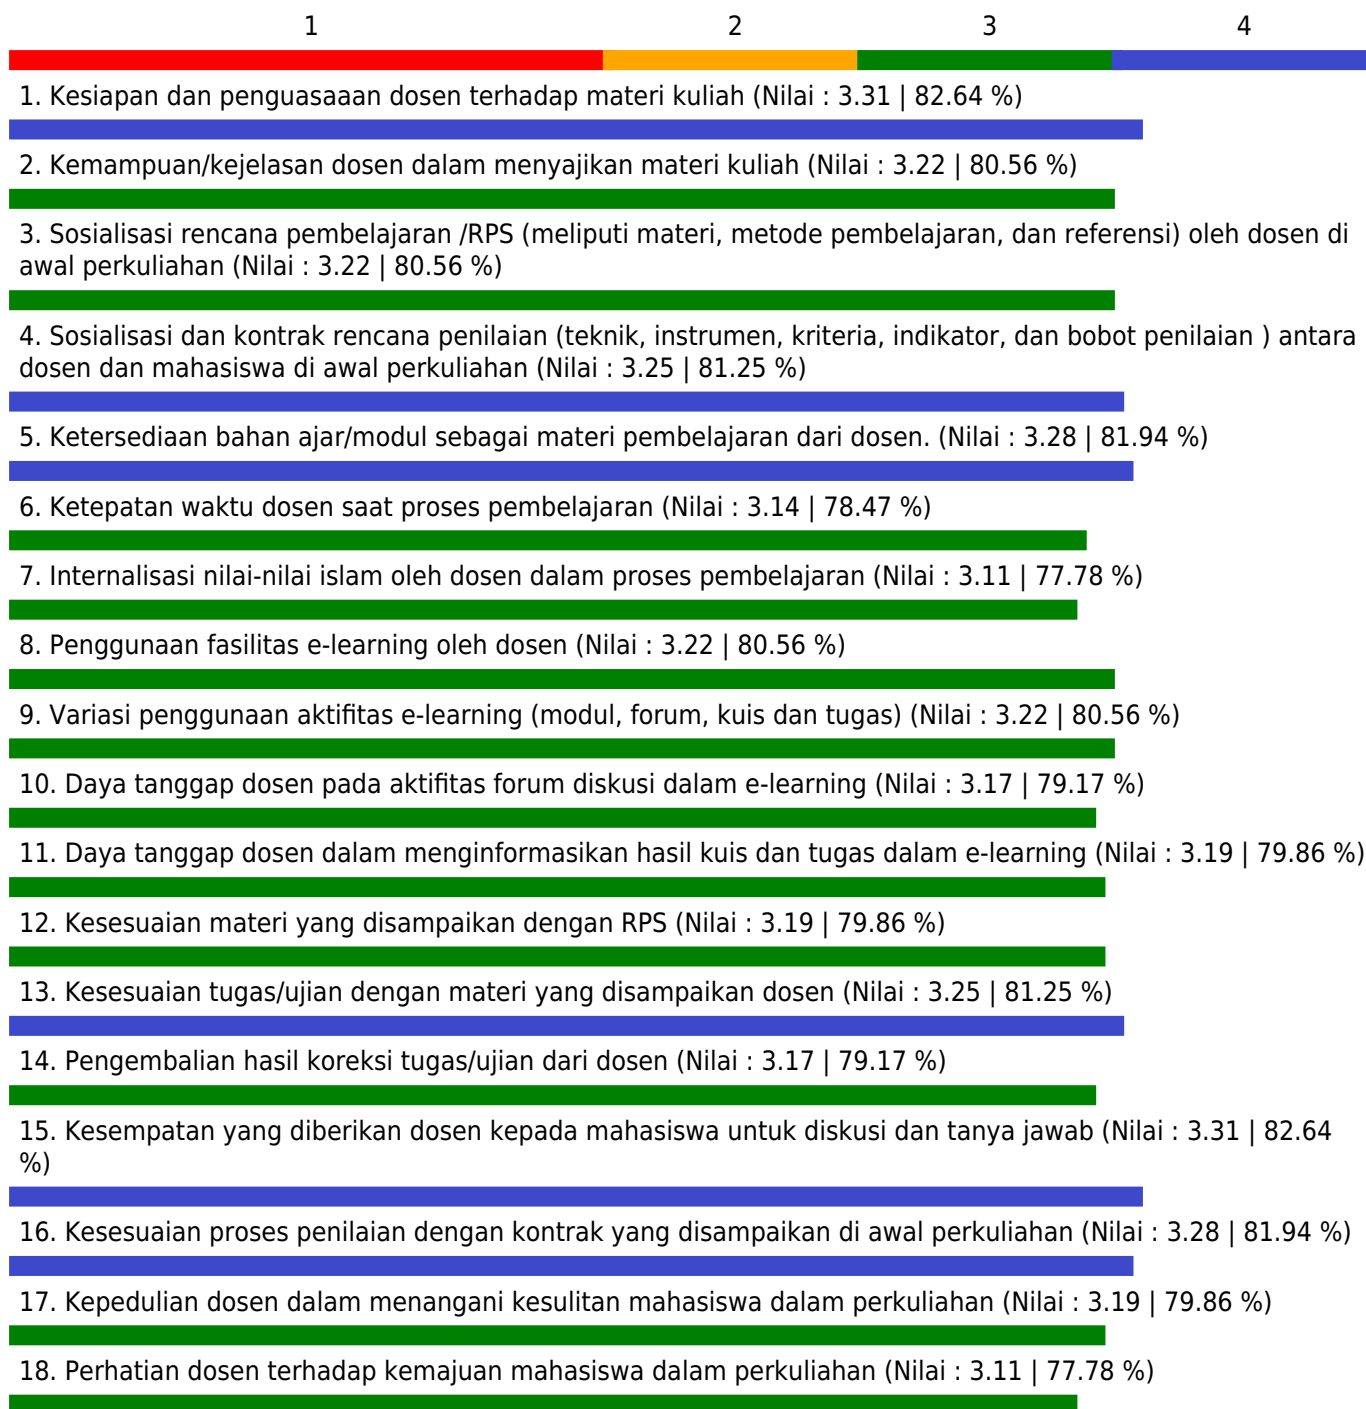 1 2 3 4
1. Kesiapan dan penguasaaan dosen terhadap materi kuliah (Nilai : 3.31 | 82.64 %)
2. Kemampuan/kejelasan dosen dalam menyajikan materi kuliah (Nilai : 3.22 | 80.56 %)
3. Sosialisasi rencana pembelajaran /RPS (meliputi materi, metode pembelajaran, dan referensi) oleh dosen di
awal perkuliahan (Nilai : 3.22 | 80.56 %)
4. Sosialisasi dan kontrak rencana penilaian (teknik, instrumen, kriteria, indikator, dan bobot penilaian ) antara
dosen dan mahasiswa di awal perkuliahan (Nilai : 3.25 | 81.25 %)
5. Ketersediaan bahan ajar/modul sebagai materi pembelajaran dari dosen. (Nilai : 3.28 | 81.94 %)
6. Ketepatan waktu dosen saat proses pembelajaran (Nilai : 3.14 | 78.47 %)
7. Internalisasi nilai-nilai islam oleh dosen dalam proses pembelajaran (Nilai : 3.11 | 77.78 %)
8. Penggunaan fasilitas e-learning oleh dosen (Nilai : 3.22 | 80.56 %)
9. Variasi penggunaan aktifitas e-learning (modul, forum, kuis dan tugas) (Nilai : 3.22 | 80.56 %)
10. Daya tanggap dosen pada aktifitas forum diskusi dalam e-learning (Nilai : 3.17 | 79.17 %)
11. Daya tanggap dosen dalam menginformasikan hasil kuis dan tugas dalam e-learning (Nilai : 3.19 | 79.86 %)
12. Kesesuaian materi yang disampaikan dengan RPS (Nilai : 3.19 | 79.86 %)
13. Kesesuaian tugas/ujian dengan materi yang disampaikan dosen (Nilai : 3.25 | 81.25 %)
14. Pengembalian hasil koreksi tugas/ujian dari dosen (Nilai : 3.17 | 79.17 %)
15. Kesempatan yang diberikan dosen kepada mahasiswa untuk diskusi dan tanya jawab (Nilai : 3.31 | 82.64
%)
16. Kesesuaian proses penilaian dengan kontrak yang disampaikan di awal perkuliahan (Nilai : 3.28 | 81.94 %)
17. Kepedulian dosen dalam menangani kesulitan mahasiswa dalam perkuliahan (Nilai : 3.19 | 79.86 %)
18. Perhatian dosen terhadap kemajuan mahasiswa dalam perkuliahan (Nilai : 3.11 | 77.78 %)